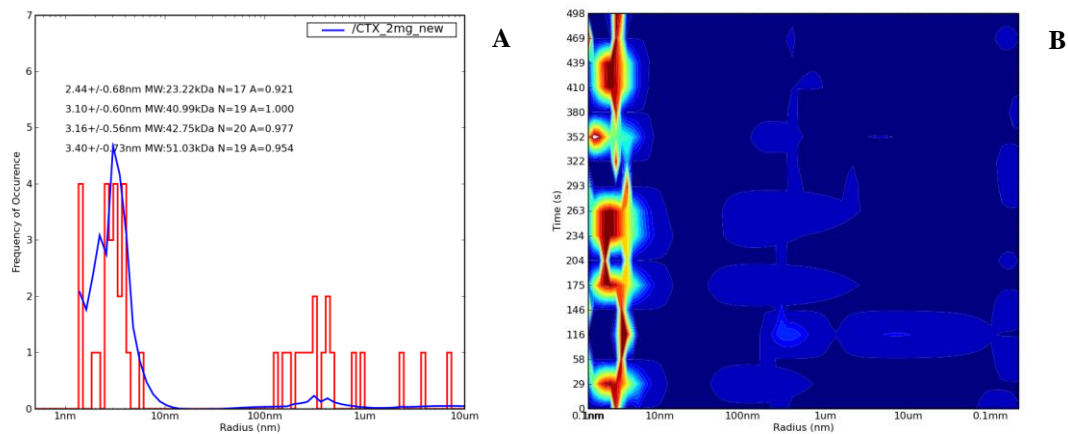 /CTX_2mg_new
A
2.44+/-0.68nm MW:23.22kDa N=17 A=0.921
3.10+/-0.60nm MW:40.99kDa N=19 A=1.000
3.16+/-0.56nm MW:42.75kDa N=20 A=0.977
3.40+/-0.73nm MW:51.03kDa N=19 A=0.954
Frequency of Occurence
7
6
5
4
3
2
1
0
1nm 10nm 100nm 1um 10um
Radius (nm)
B
Time (s)
498
469
439
410
380
352
322
293
263
234
204
175
146
116
58
29
0
0.1nm 1nm 10nm 100nm 1um 10um 0.1mm
Radius (nm)